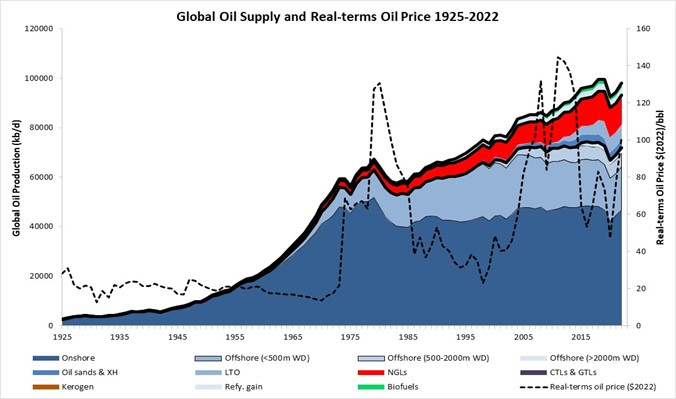 Global Oil Supply and Real-terms Oil Price 1925-2022
120000
100000
80000
60000
40000
20000
0
Global Oil Production (kb/d)
160
140
120
100
80
60
40
20
0
Real-terms Oil Price $(2022)/bbl
1925 1935 1945 1955 1965 1975 1985 1995 2005 2015
Onshore Offshore (<500m WD) Offshore (500-2000m WD) Offshore (>2000m WD)
Oil sands & XH LTO NGLs CTLs & GTLs
Kerogen Refy. gain Biofuels Real-terms oil price ($2022)